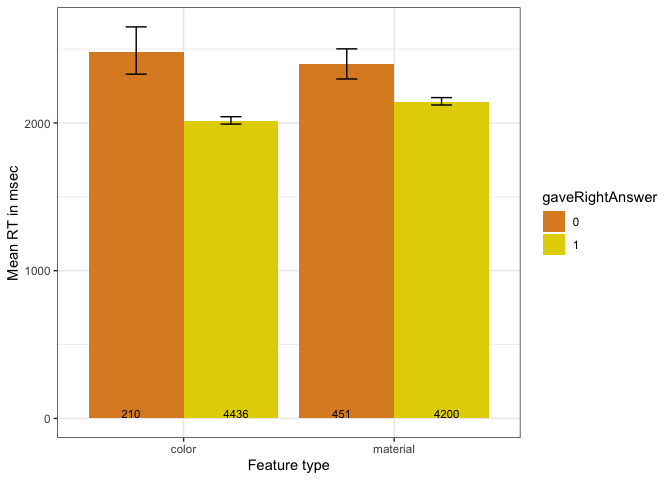 Mean RT in msec
2000
1000
0
210
4436
451
4200
color
material
Feature type
gaveRightAnswer
0
1